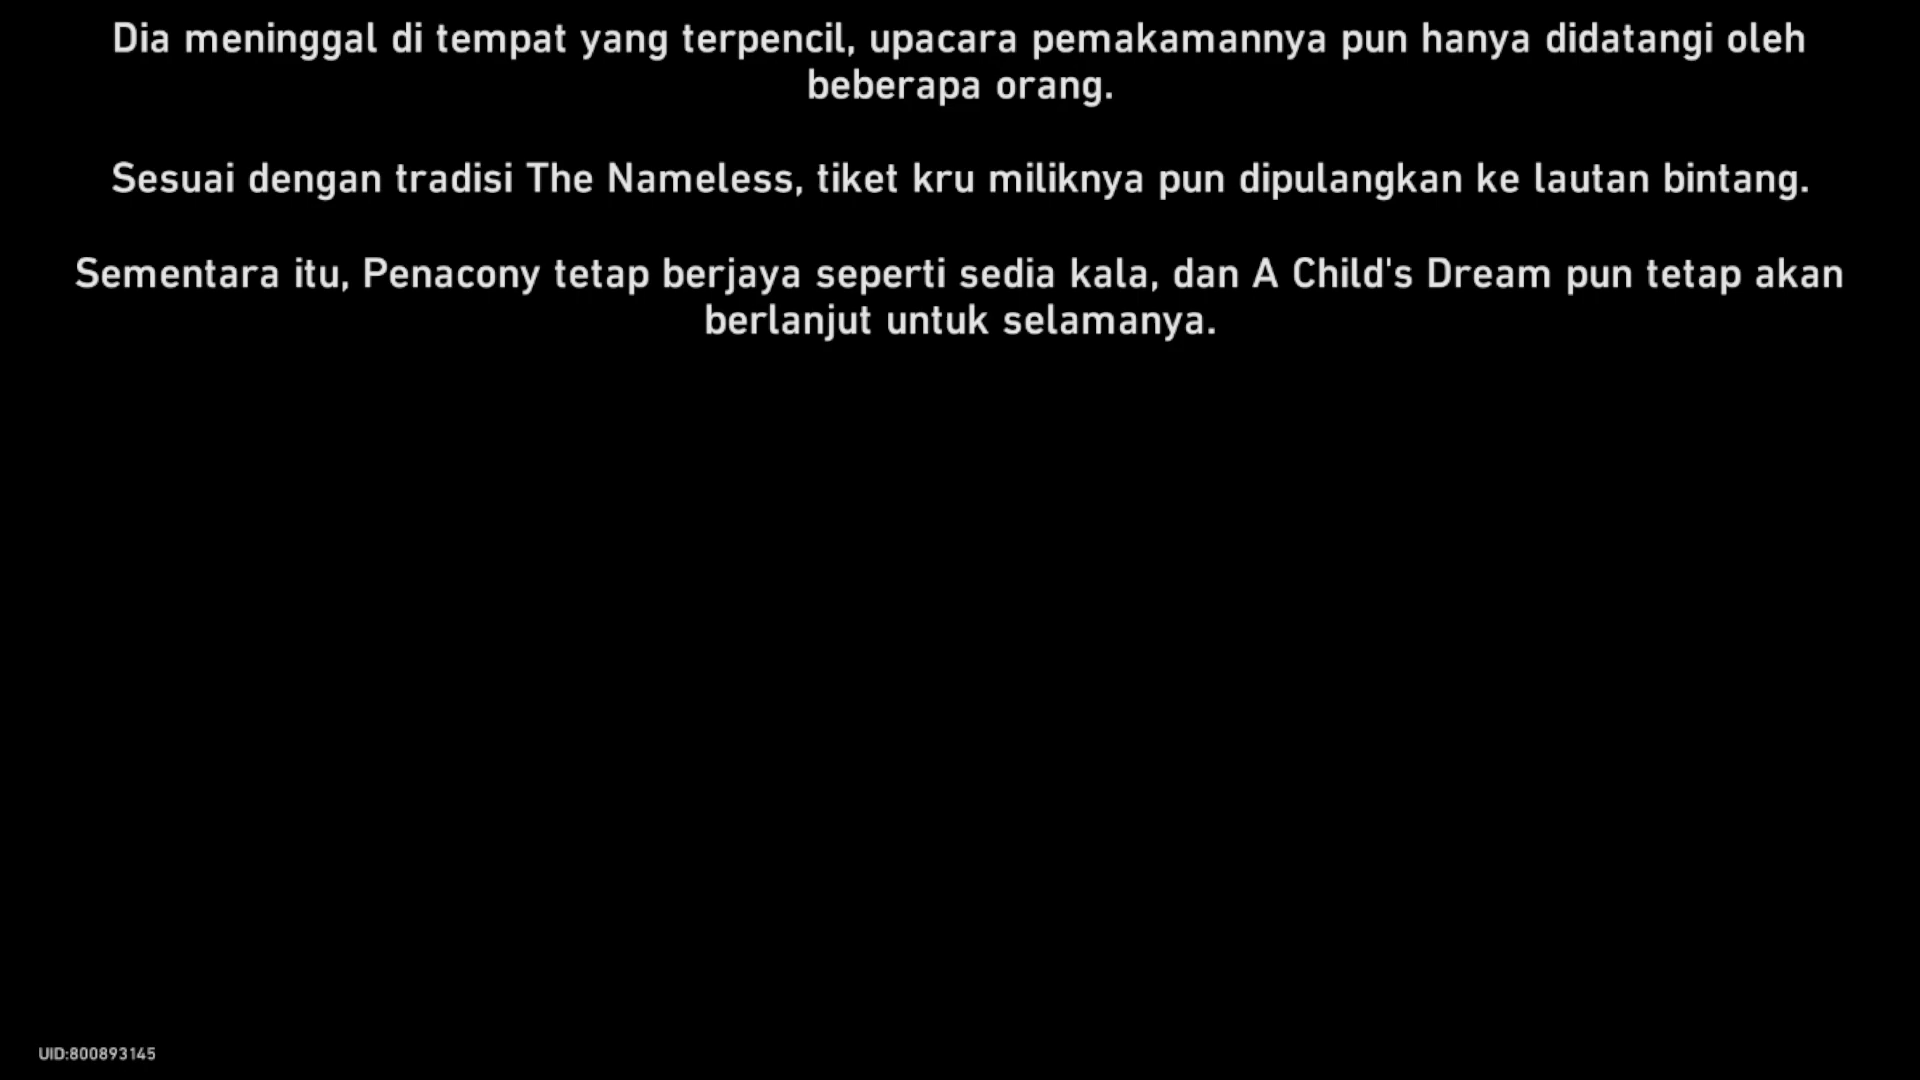 Dia meninggal di tempat yang terpencil, upacara pemakamannya pun hanya didatangi oleh
beberapa orang.
Sesuai dengan tradisi The Nameless, tiket kru miliknya pun dipulangkan ke lautan bintang.
Sementara itu, Penacony tetap berjaya seperti sedia kala, dan A Child's Dream pun tetap akan
berlanjut untuk selamanya.
UID:800893145